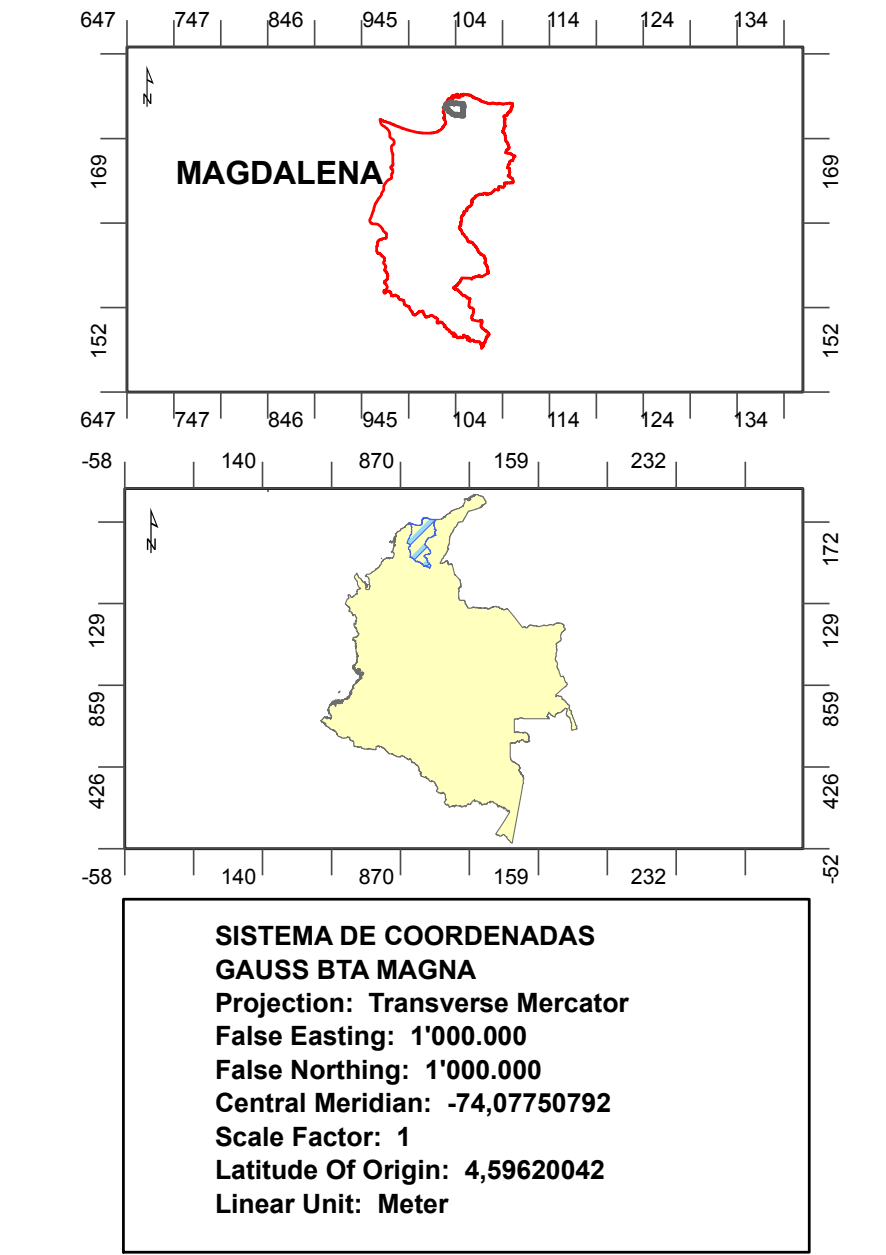 647 747 846 945 104 114 124 134
N
169 169
MAGDALENA
152 152
647 747 846 945 104 114 124 134
-58 140 870 159 232
N
172
129 129
859 859
426 426
-52
-58 140 870 159 232
SISTEMA DE COORDENADAS
GAUSS BTA MAGNA
Projection: Transverse Mercator
False Easting: 1'000.000
False Northing: 1'000.000
Central Meridian: -74,07750792
Scale Factor: 1
Latitude Of Origin: 4,59620042
Linear Unit: Meter